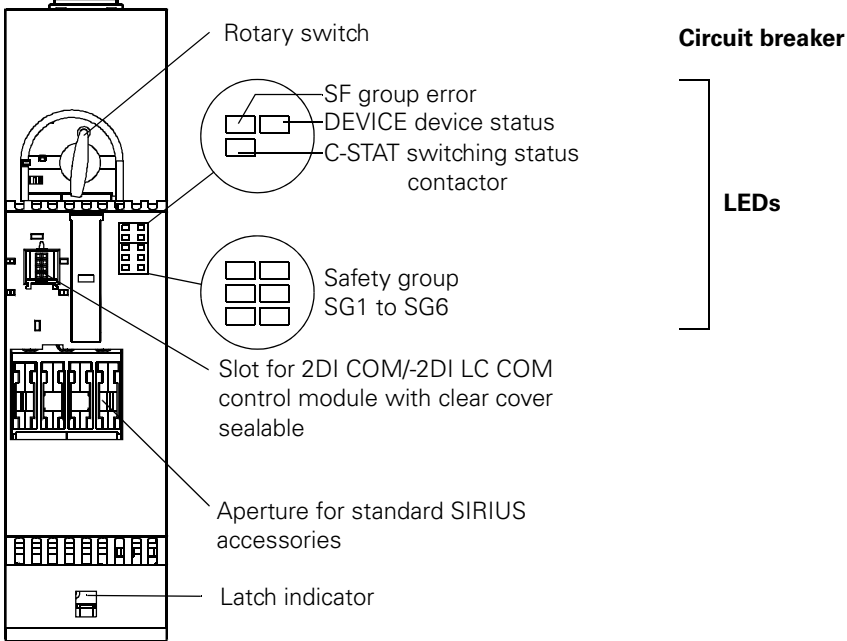 Rotary switch
Circuit breaker
SF group error
DEVICE device status
C-STAT switching status
contactor
LEDs
Safety group
SG1 to SG6
Slot for 2DI COM/-2DI LC COM
control module with clear cover
sealable
Aperture for standard SIRIUS
accessories
Latch indicator